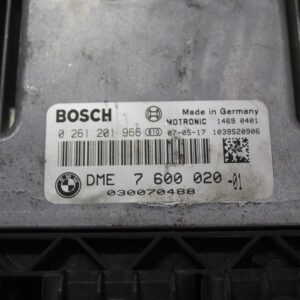 BOSCH Made in Germany
MOTRONIC 1469 0401
0 261 201 966 B10 07-05-17 1039S20906
DME 7 600 020 -01
030070488